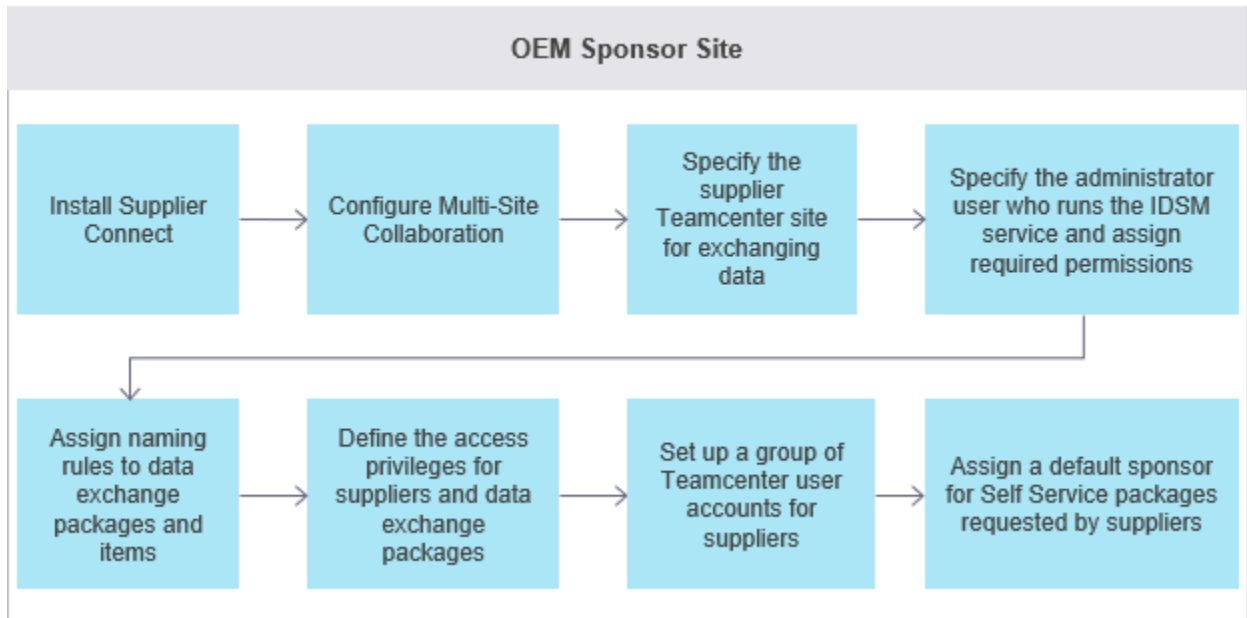 OEM Sponsor Site
Install Supplier
Connect
Configure Multi-Site
Collaboration
Specify the
supplier
Teamcenter site
for exchanging
data
Specify the administrator
user who runs the IDSM
service and assign
required permissions
Assign naming
rules to data
exchange
packages and
items
Define the access
privileges for
suppliers and data
exchange
packages
Set up a group of
Teamcenter user
accounts for
suppliers
Assign a default sponsor
for Self Service packages
requested by suppliers